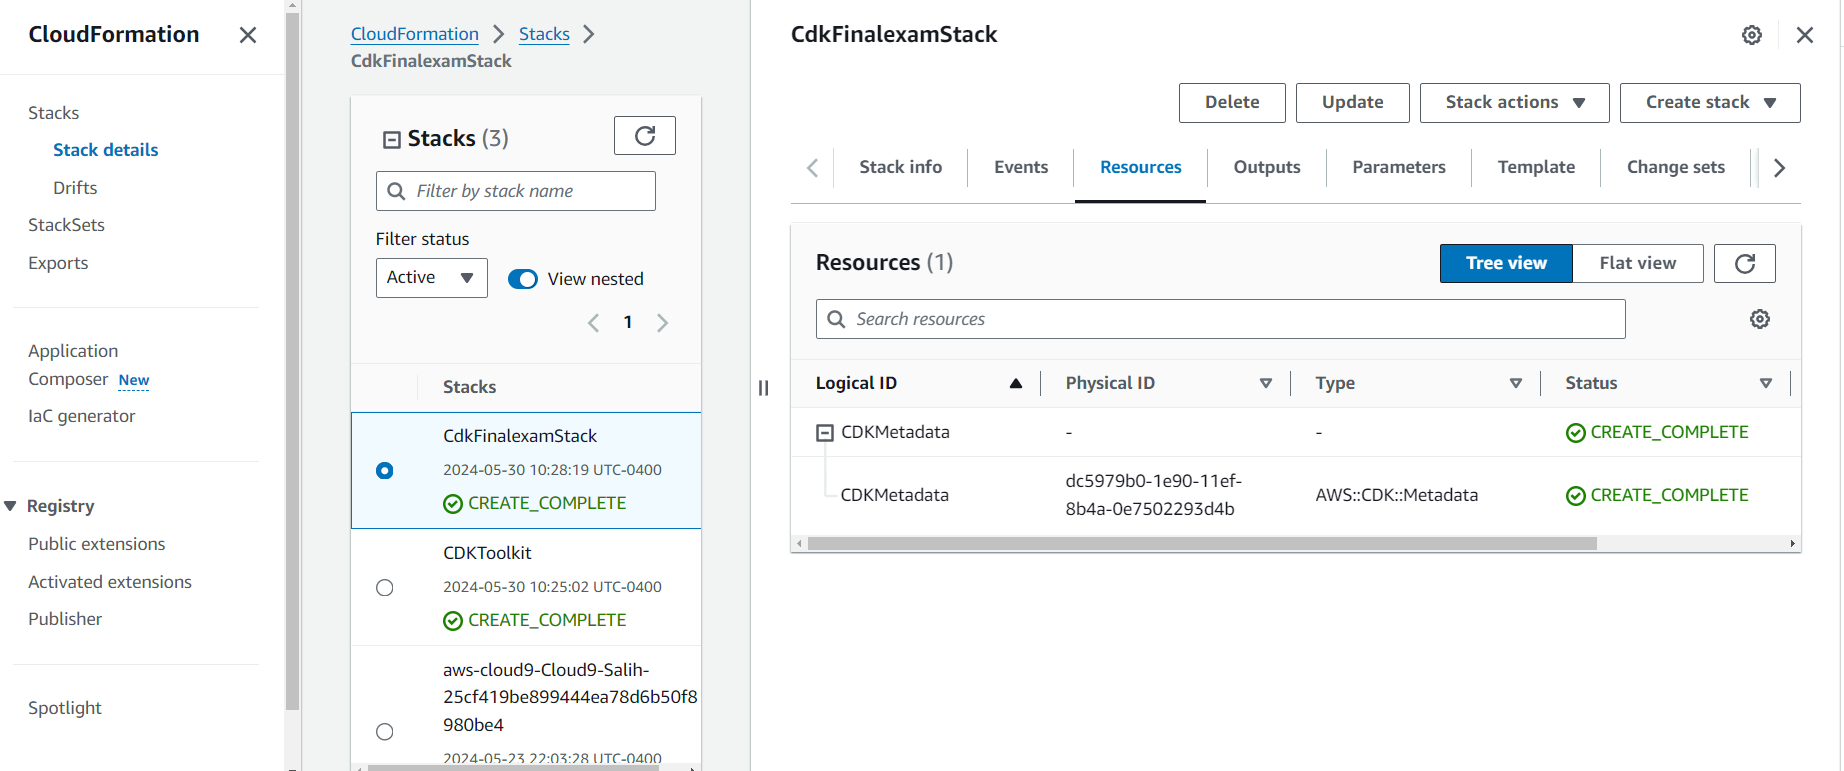 CloudFormation
Stacks
Stack details
Drifts
StackSets
Exports
Application
Composer New
IaC generator
Registry
Public extensions
Activated extensions
Publisher
Spotlight
CloudFormation
Stacks
CdkFinalexamStack
Stacks (3)
Filter by stack name
Filter status
Active
View nested
1
Stacks
CdkFinalexamStack
2024-05-30 10:28:19 UTC-0400
CREATE_COMPLETE
CDKToolkit
2024-05-30 10:25:02 UTC-0400
CREATE_COMPLETE
aws-cloud9-Cloud9-Salih-
25cf419be899444ea78d6b50f8
980be4
2024-05-23 22:03:28 UTC-0400
CdkFinalexamStack
Delete Update Stack actions Create stack
Stack info Events Resources Outputs Parameters Template Change sets
Resources (1)
Tree view Flat view
Search resources
Logical ID Physical ID Type Status
CDKMetadata - - CREATE_COMPLETE
CDKMetadata dc5979b0-1e90-11ef-
8b4a-0e7502293d4b AWS::CDK::Metadata CREATE_COMPLETE